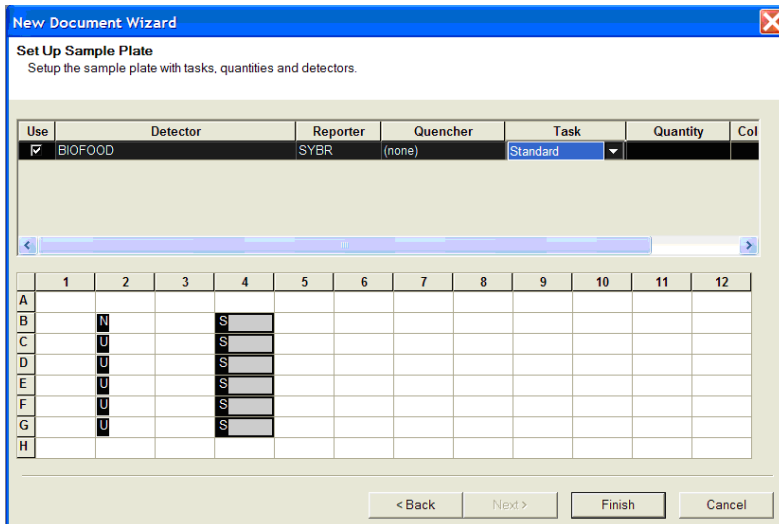 New Document Wizard
Set Up Sample Plate
Setup the sample plate with tasks, quantities and detectors.
Use Detector Reporter Quencher Task Quantity Col
BIOFOOD SYBR (none) Standard
1 2 3 4 5 6 7 8 9 10 11 12
A
B N S
C U S
D U S
E U S
F U S
G U S
H
< Back Next > Finish Cancel